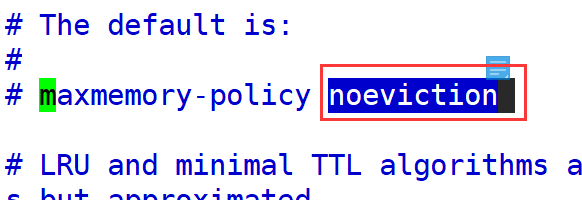 # The default is:
#
# maxmemory-policy noeviction
# LRU and minimal TTL algorithms a
s but approximated